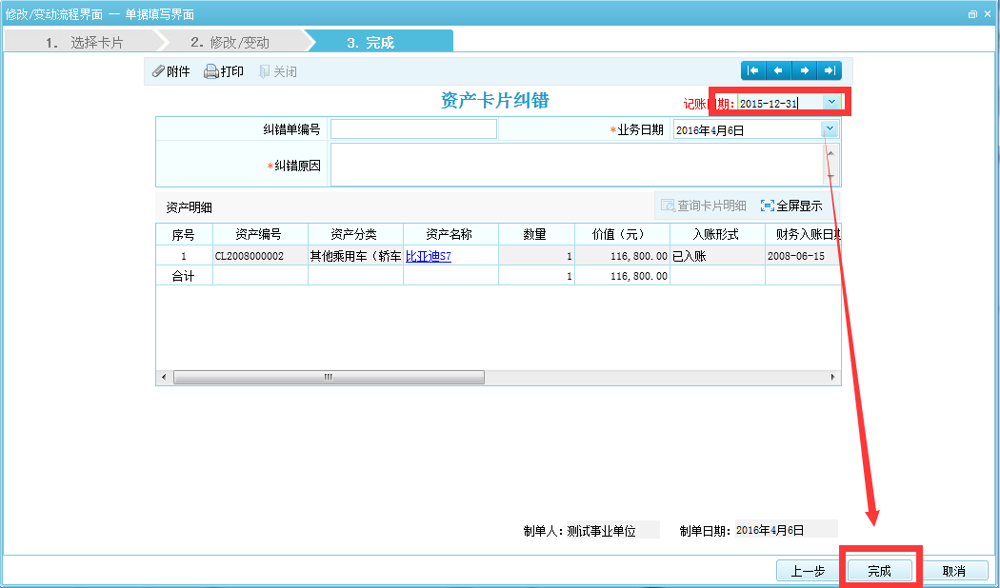 修改/变动流程界面 — 单据填写界面
1. 选择卡片 2. 修改/变动 3. 完成
附件 打印 关闭
资产卡片纠错
记账日期: 2015-12-31
纠错单编号 *业务日期 2016年4月6日
*纠错原因
资产明细 查询卡片明细 全屏显示
序号 资产编号 资产分类 资产名称 数量 价值（元） 入账形式 财务入账日期
1 CL2008000002 其他乘用车（轿车 比亚迪S7 1 116,800.00 已入账 2008-06-15
合计 1 116,800.00
制单人: 测试事业单位 制单日期: 2016年4月6日
上一步 完成 取消